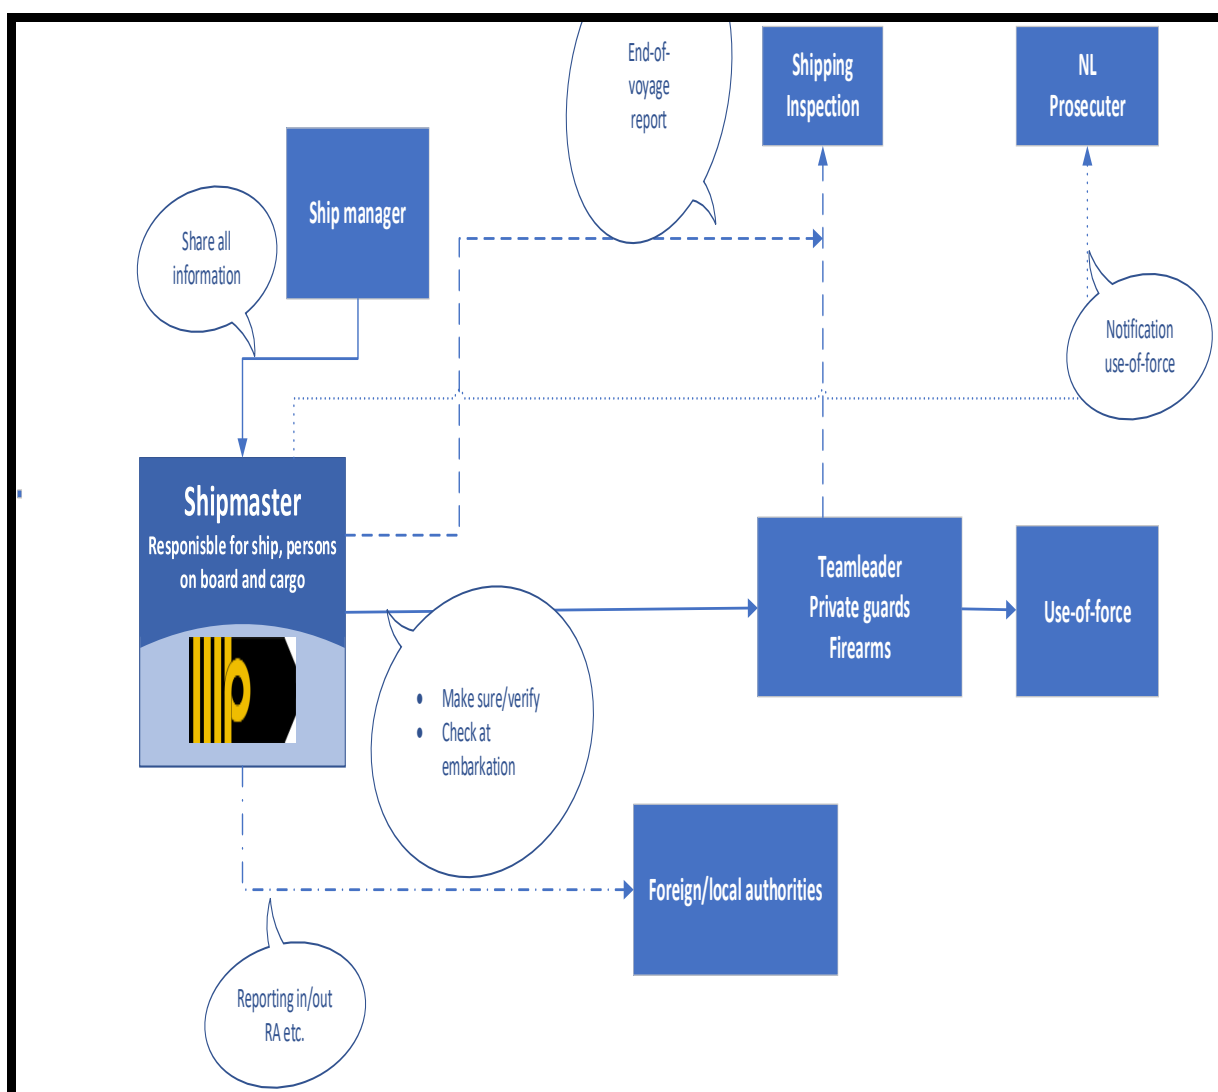 End-of-
voyage
report
Shipping
Inspection
NL
Prosecuter
Ship manager
Share all
information
Notification
use-of-force
Shipmaster
Responisble for ship, persons
on board and cargo
Teamleader
Private guards
Firearms
Use-of-force
• Make sure/verify
• Check at
embarkation
Foreign/local authorities
Reporting in/out
RA etc.